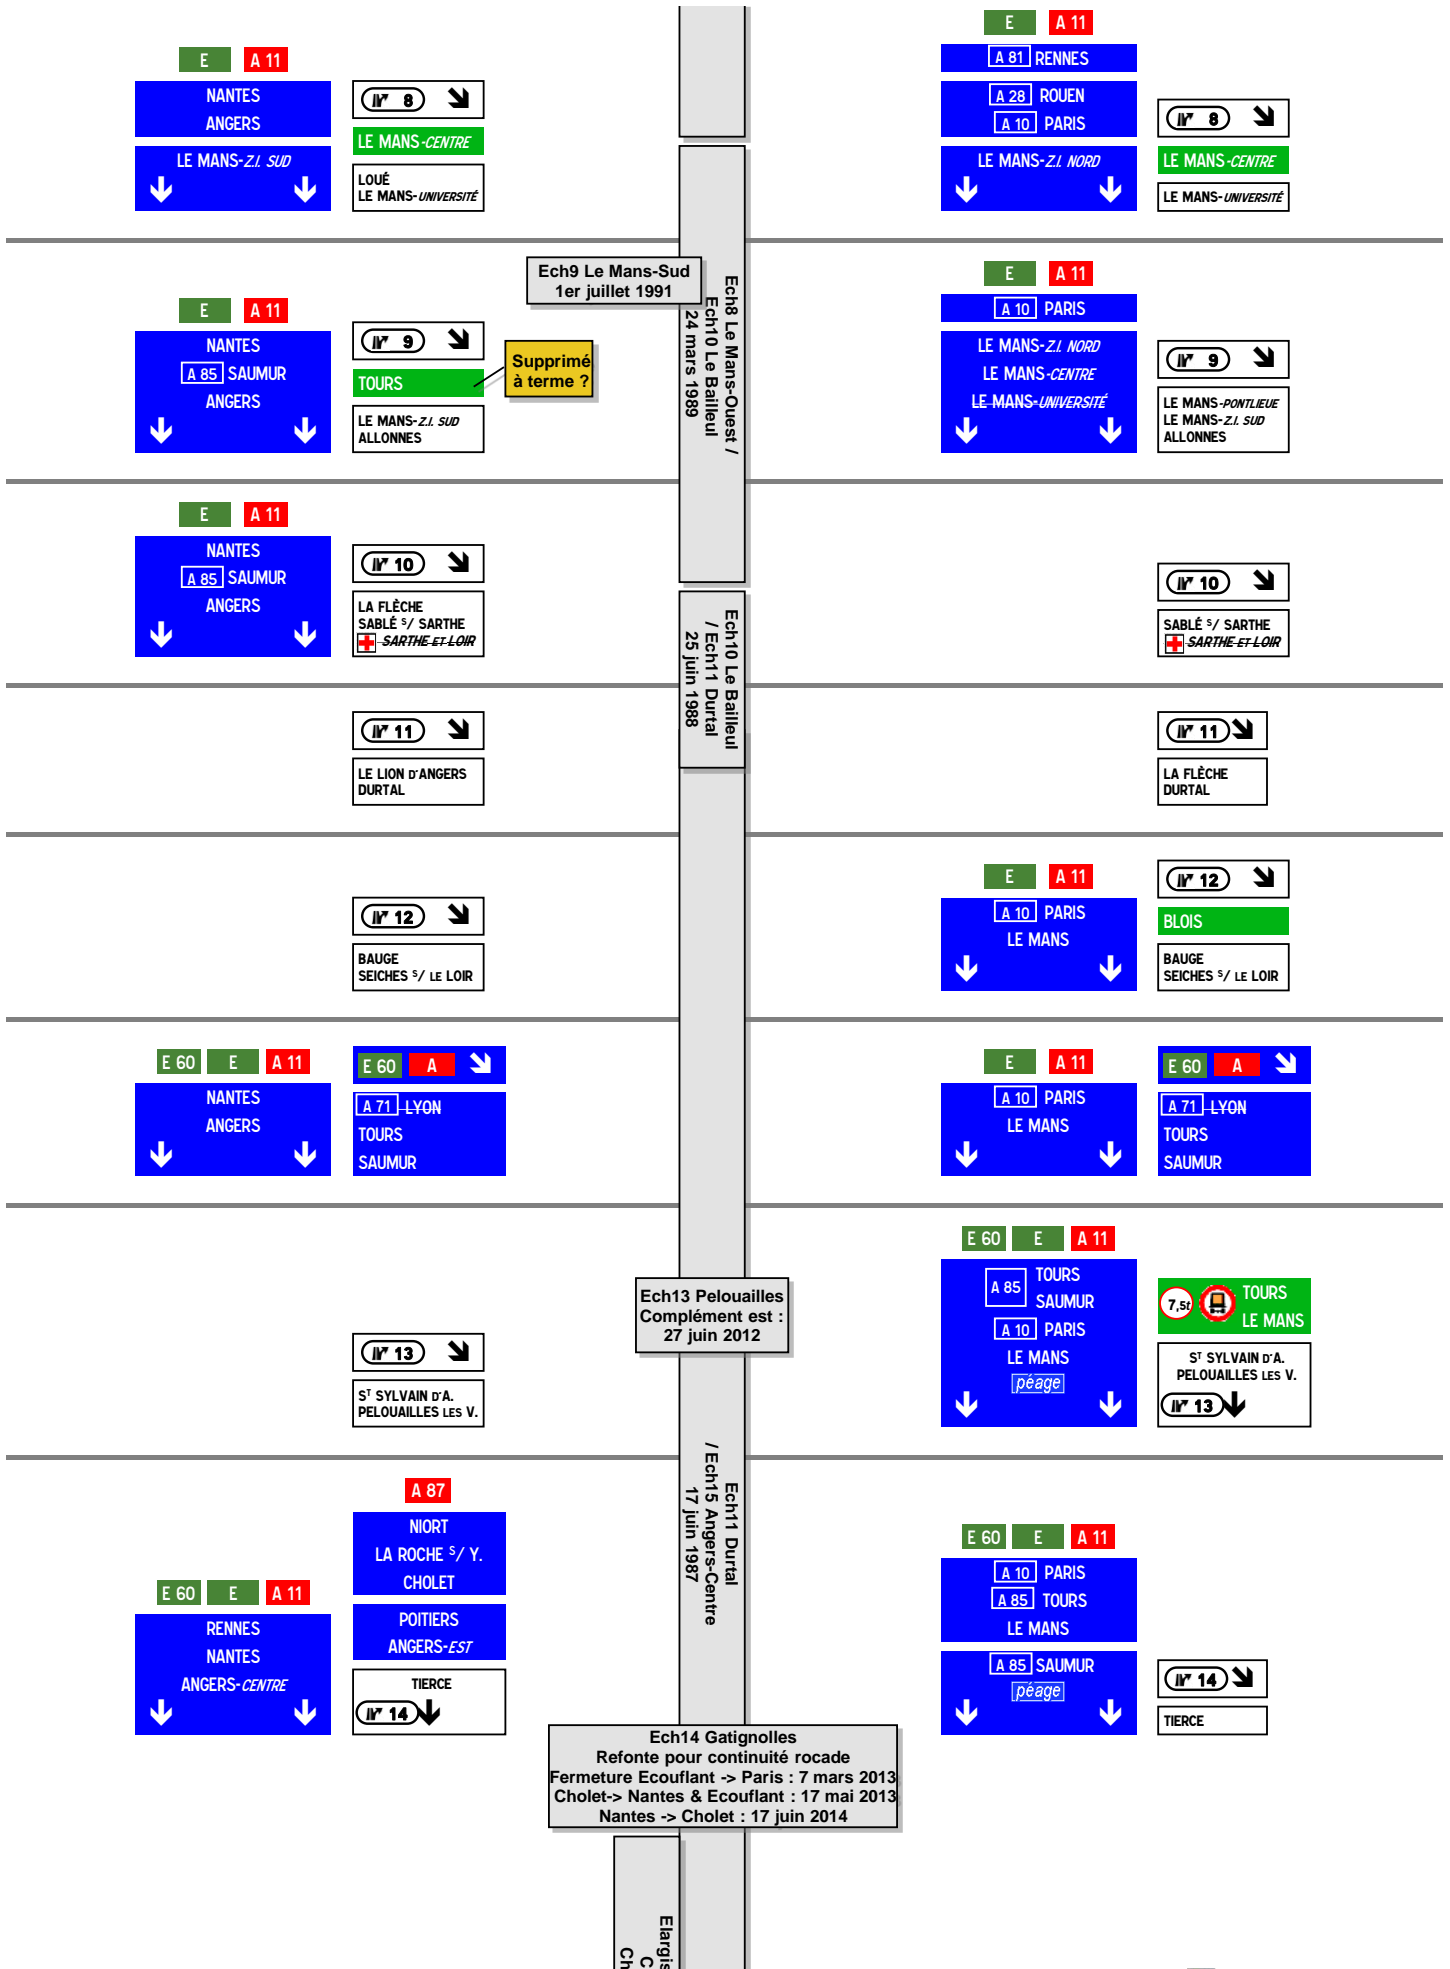 E A 11
NANTES
ANGERS
LE MANS-Z.I. SUD
8
LE MANS-CENTRE
LOUÉ
LE MANS-UNIVERSITÉ
E A 11
A 81 RENNES
A 28 ROUEN
A 10 PARIS
LE MANS-Z.I. NORD
8
LE MANS-CENTRE
LE MANS-UNIVERSITÉ
Ech8 Le Mans-Ouest /
Ech10 Le Bailleul
24 mars 1989
Ech9 Le Mans-Sud
1er juillet 1991
E A 11
NANTES
A 85 SAUMUR
ANGERS
9
TOURS
LE MANS-Z.I. SUD
ALLONNES
Supprimé
à terme ?
E A 11
A 10 PARIS
LE MANS-Z.I. NORD
LE MANS-CENTRE
LE MANS-UNIVERSITÉ
9
LE MANS-PONTLIEUE
LE MANS-Z.I. SUD
ALLONNES
E A 11
NANTES
A 85 SAUMUR
ANGERS
10
LA FLÈCHE
SABLÉ S/ SARTHE
SARTHE ET LOIR
10
SABLÉ S/ SARTHE
SARTHE ET LOIR
Ech10 Le Bailleul
/ Ech11 Durtal
25 juin 1988
11
LE LION D'ANGERS
DURTAL
11
LA FLÈCHE
DURTAL
12
BAUGE
SEICHES S/ LE LOIR
E A 11
A 10 PARIS
LE MANS
12
BLOIS
BAUGE
SEICHES S/ LE LOIR
E 60 E A 11
NANTES
ANGERS
E 60 A
A 71 LYON
TOURS
SAUMUR
E A 11
A 10 PARIS
LE MANS
E 60 A
A 71 LYON
TOURS
SAUMUR
Ech13 Pelouailles
Complément est :
27 juin 2012
13
ST SYLVAIN D'A.
PELOUAILLES LES V.
E 60 E A 11
A 85 TOURS
SAUMUR
A 10 PARIS
LE MANS
péage
7,5t TOURS
LE MANS
ST SYLVAIN D'A.
PELOUAILLES LES V.
13
Ech11 Durtal
/ Ech15 Angers-Centre
17 juin 1987
E 60 E A 11
RENNES
NANTES
ANGERS-CENTRE
A 87
NIORT
LA ROCHE S/ Y.
CHOLET
POITIERS
ANGERS-EST
TIERCE
14
E 60 E A 11
A 10 PARIS
A 85 TOURS
LE MANS
A 85 SAUMUR
péage
14
TIERCE
Ech14 Gatignolles
Refonte pour continuité rocade
Fermeture Ecouflant -> Paris : 7 mars 2013
Cholet-> Nantes & Ecouflant : 17 mai 2013
Nantes -> Cholet : 17 juin 2014
Elargis
C
Ch